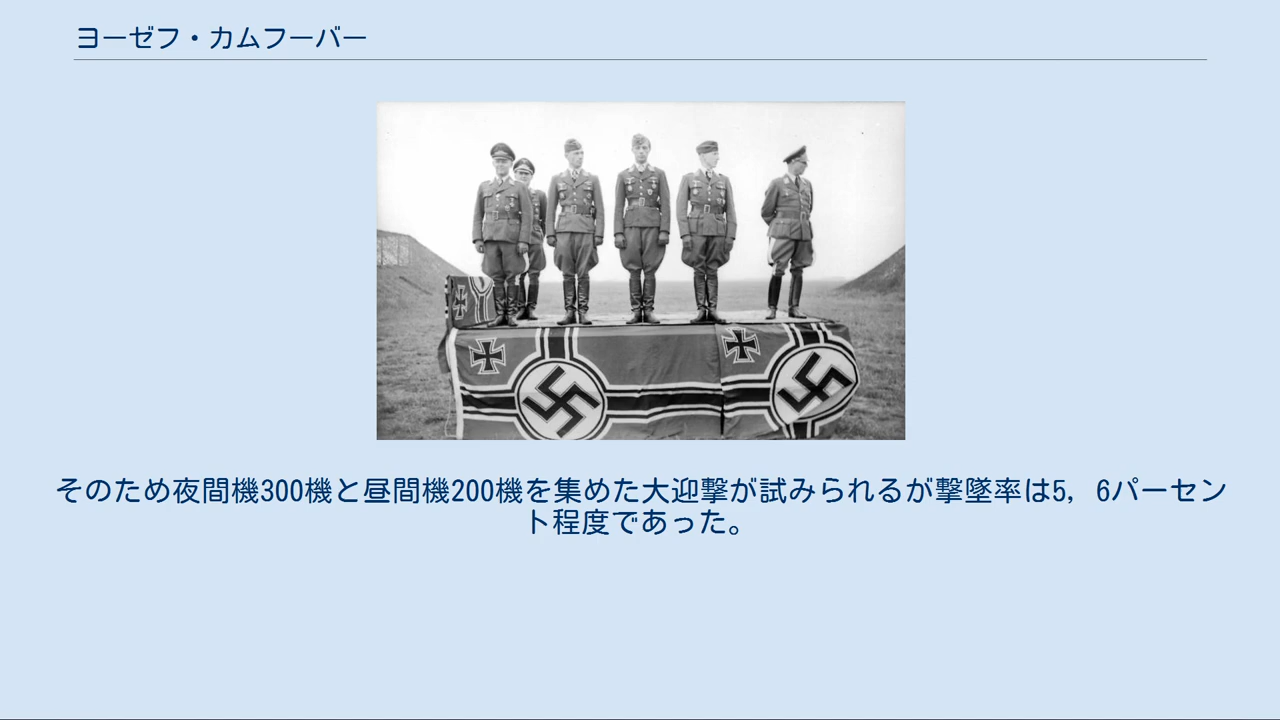 ヨーゼフ・カムフーバー
そのため夜間機300機と昼間機200機を集めた大迎撃が試みられるが撃墜率は5，6パーセン
ト程度であった。